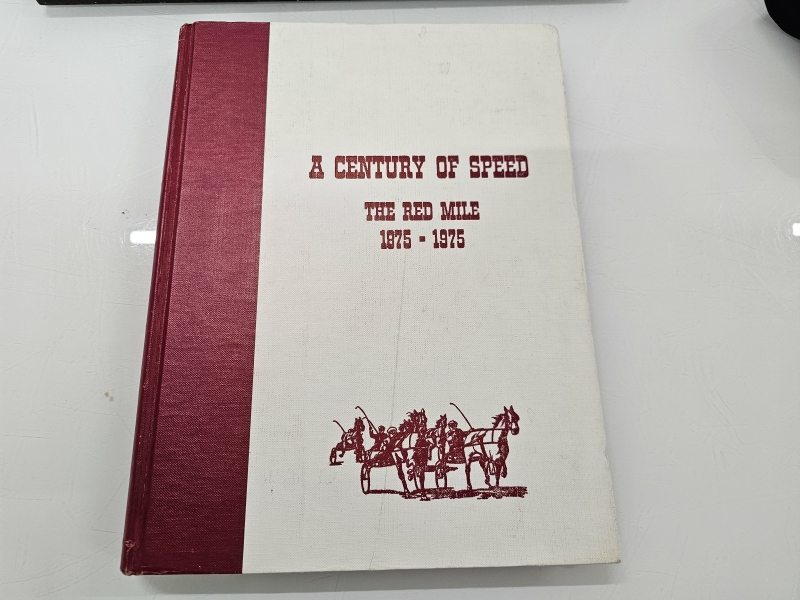 A CENTURY OF SPEED
THE RED MILE
1875 - 1975